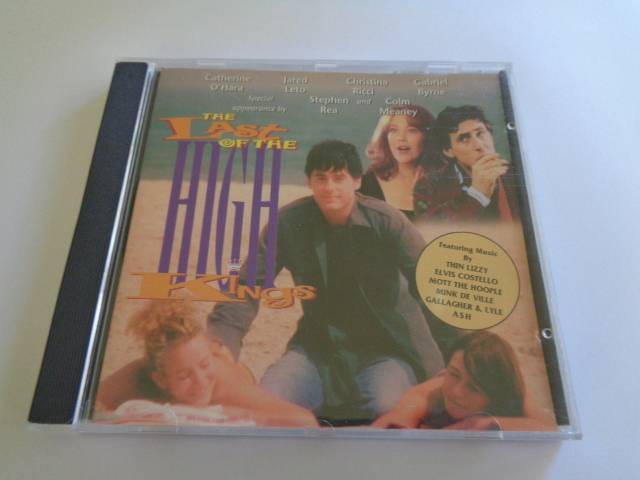 Catherine O'Hara
Jared Leto
Christina Ricci
Gabriel Byrne
Special appearance by
Stephen Rea
and
Colm Meaney
THE
LAST
OF THE
HIGH
KINGS
Featuring Music
By
THIN LIZZY
ELVIS COSTELLO
MOTT THE HOOPLE
MINK DE VILLE
GALLAGHER & LYLE
ASH